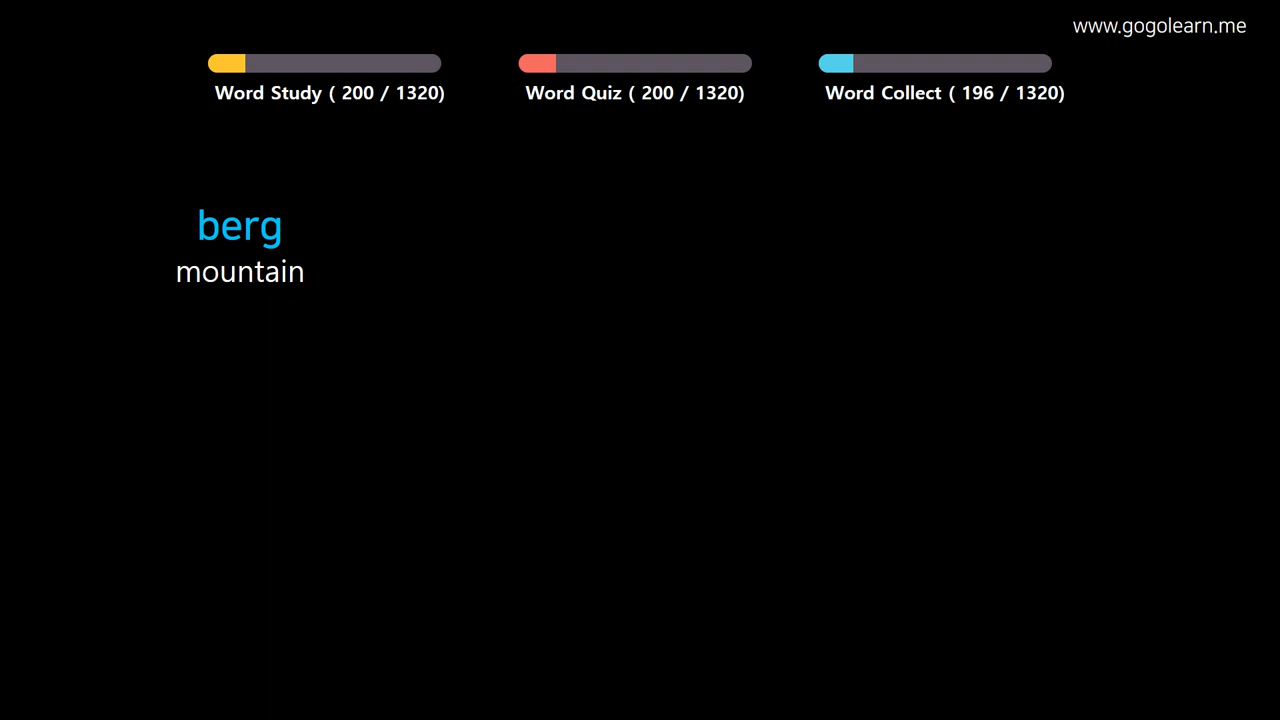 www.gogolearn.me
Word Study ( 200 / 1320)
Word Quiz ( 200 / 1320)
Word Collect ( 196 / 1320)
berg
mountain